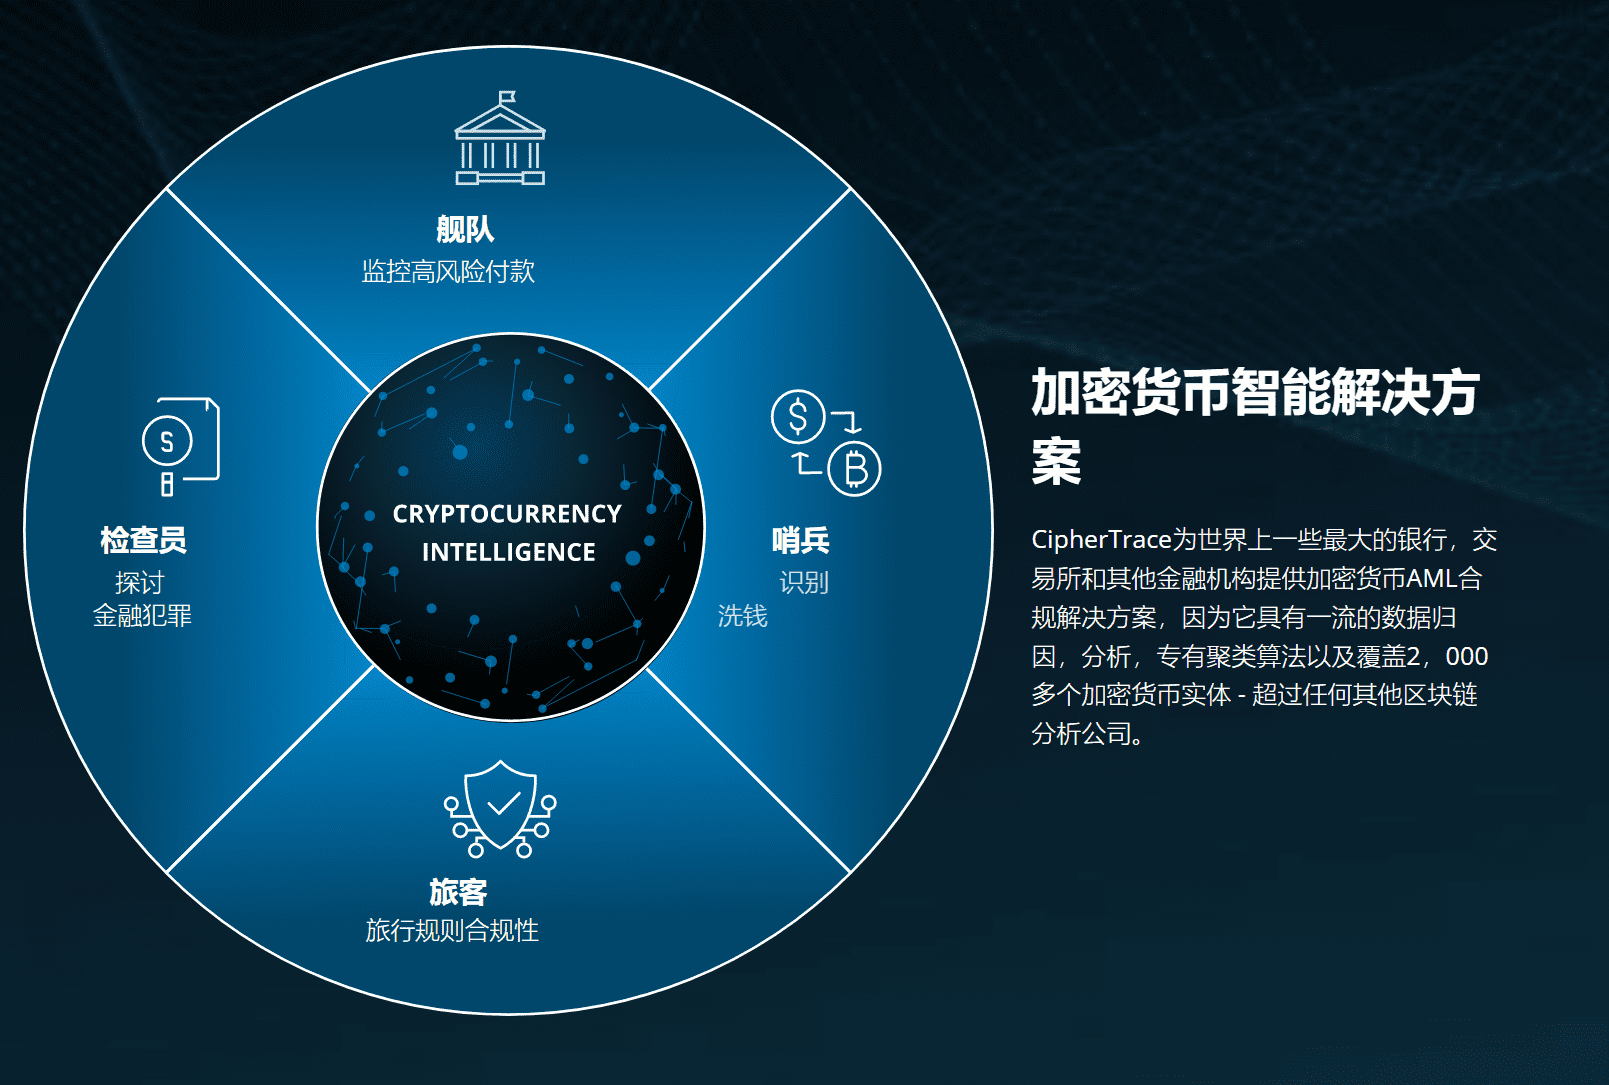 舰队
监控高风险付款
检查员
探讨
金融犯罪
CRYPTOCURRENCY
INTELLIGENCE
哨兵
识别
洗钱
旅客
旅行规则合规性
加密货币智能解决方
案
CipherTrace为世界上一些最大的银行，交
易所和其他金融机构提供加密货币AML合
规解决方案，因为它具有一流的数据归
因，分析，专有聚类算法以及覆盖2，000
多个加密货币实体 - 超过任何其他区块链
分析公司。